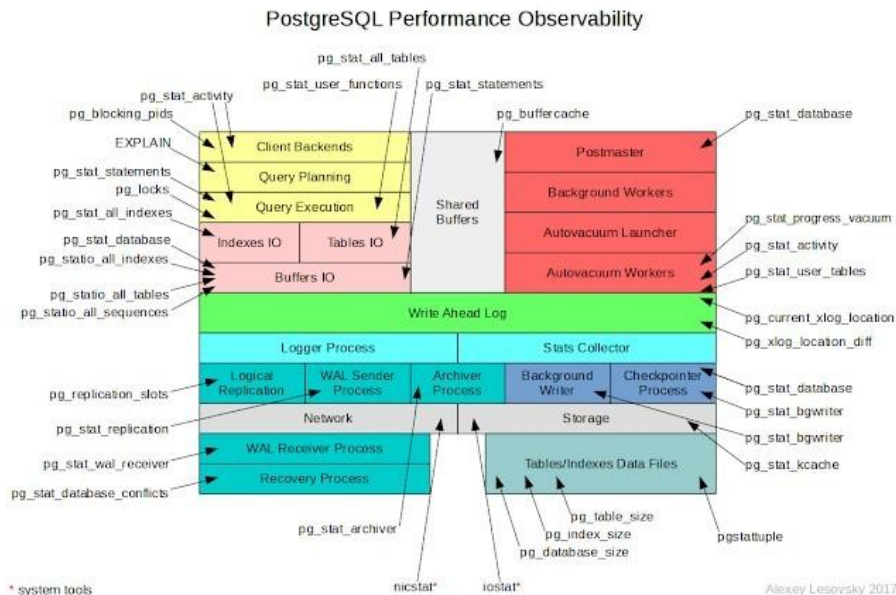 PostgreSQL Performance Observability
pg_stat_all_tables
pg_stat_user_functions
pg_stat_statements
pg_stat_activity
pg_blocking_pids
pg_buffercache
pg_stat_database
EXPLAIN
Client Backends
Postmaster
pg_stat_statements
Query Planning
pg_locks
Query Execution
Background Workers
pg_stat_all_indexes
Shared
Buffers
Indexes IO
Tables IO
Autovacuum Launcher
pg_stat_progress_vacuum
pg_stat_database
pg_stat_activity
pg_statio_all_indexes
Buffers IO
Autovacuum Workers
pg_stat_user_tables
pg_statio_all_tables
pg_statio_all_sequences
Write Ahead Log
pg_current_xlog_location
pg_xlog_location_diff
Logger Process
Stats Collector
Logical
Replication
WAL Sender
Process
Archiver
Process
Background
Writer
Checkpointer
Process
pg_stat_database
pg_replication_slots
pg_stat_bgwriter
Network
Storage
pg_stat_replication
pg_stat_bgwriter
WAL Receiver Process
pg_stat_wal_receiver
Tables/Indexes Data Files
pg_stat_kcache
Recovery Process
pg_stat_database_conflicts
pg_stat_archiver
pg_table_size
pg_index_size
pg_database_size
pgstattuple
* system tools
nicstat*
iostat*
Alexey Lesovsky 2017